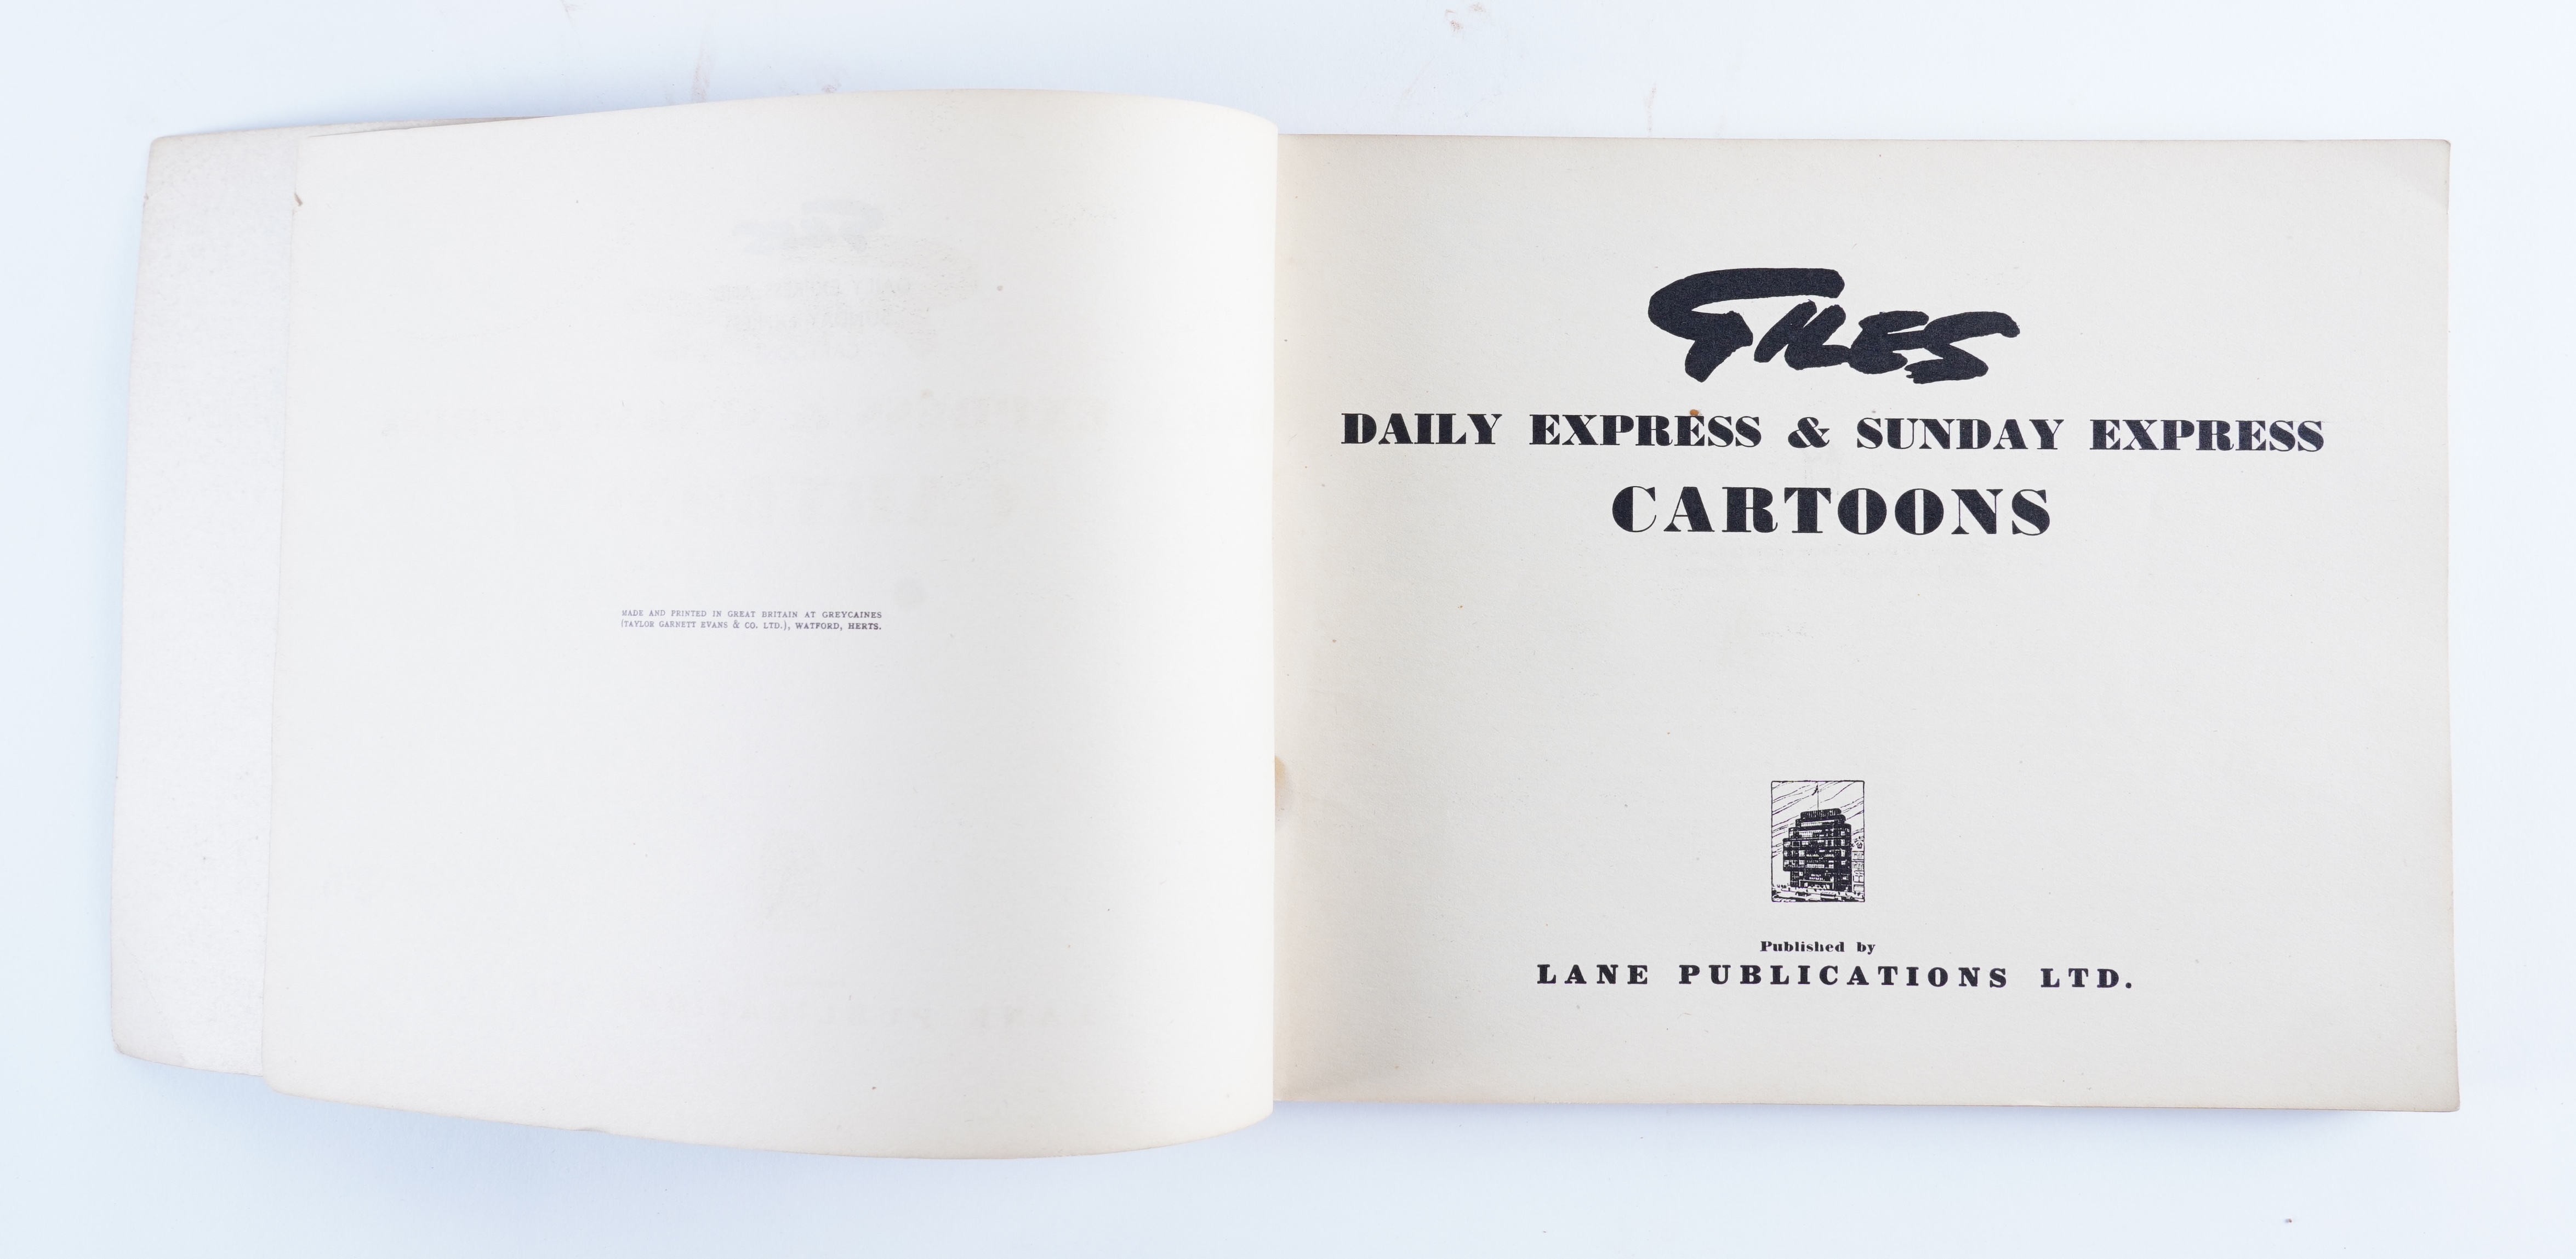 MADE AND PRINTED IN GREAT BRITAIN AT GREYCAINES
(TAYLOR GARNETT EVANS & CO. LTD.), WATFORD, HERTS.
GILES
DAILY EXPRESS & SUNDAY EXPRESS
CARTOONS
Published by
LANE PUBLICATIONS LTD.